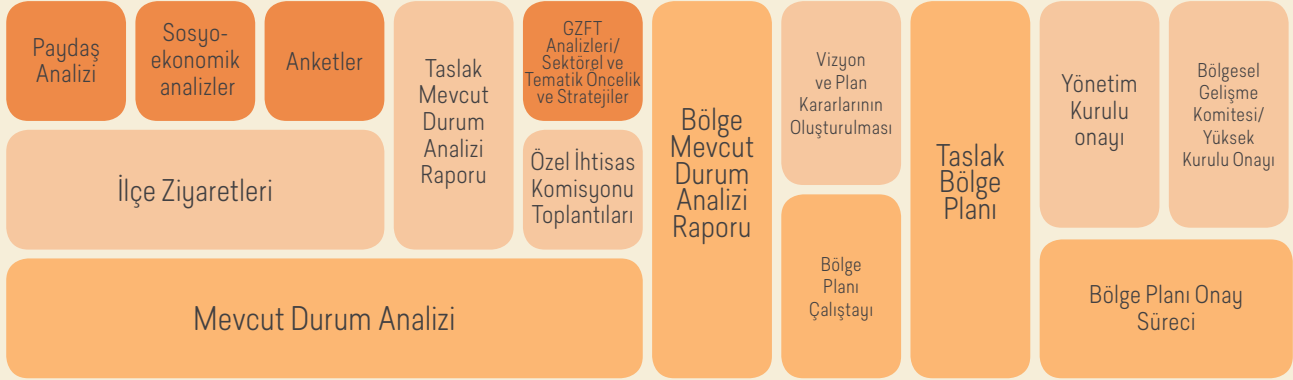 Paydaş
Analizi
Sosyo-
ekonomik
analizler
Anketler
İlçe Ziyaretleri
Taslak
Mevcut
Durum
Analizi
Raporu
GZFT
Analizleri/
Sektörel ve
Tematik Öncelik
ve Stratejiler
Özel İhtisas
Komisyonu
Toplantıları
Mevcut Durum Analizi
Bölge
Mevcut
Durum
Analizi
Raporu
Vizyon
ve Plan
Kararlarının
Oluşturulması
Bölge
Planı
Çalıştayı
Taslak
Bölge
Planı
Yönetim
Kurulu
onayı
Bölgesel
Gelişme
Komitesi/
Yüksek
Kurulu Onayı
Bölge Planı Onay
Süreci